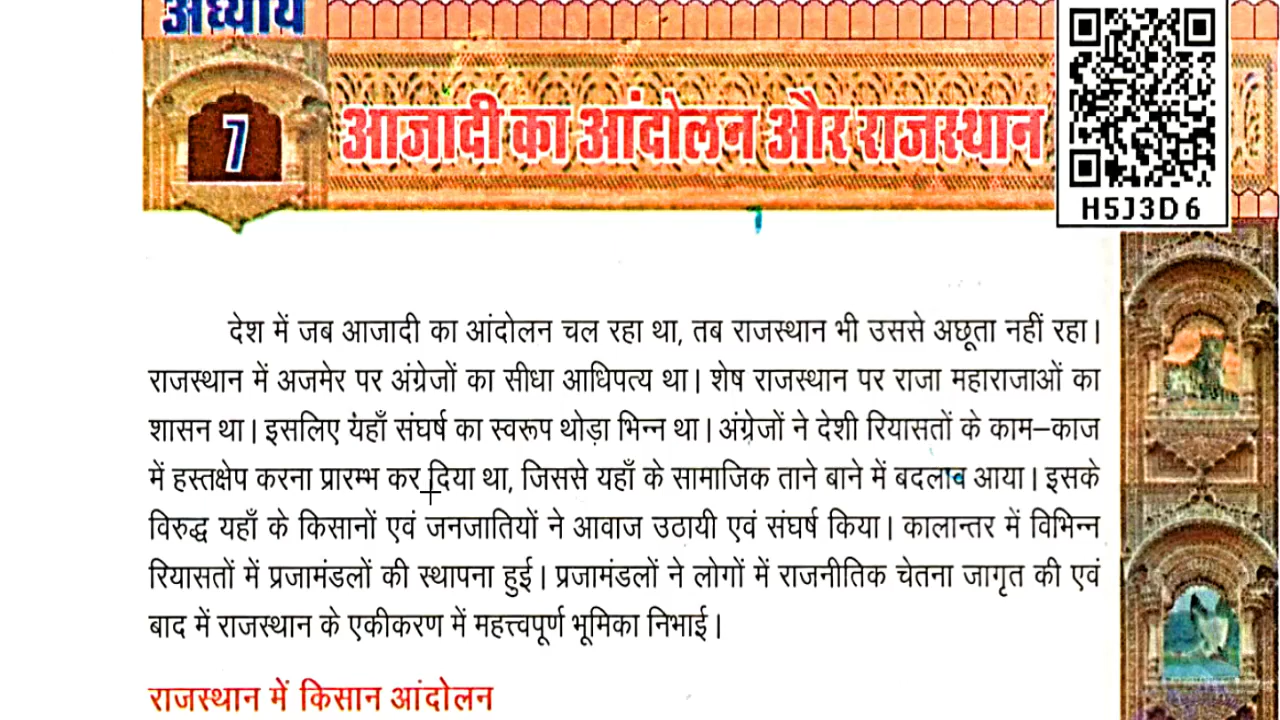 अध्याय
7
आजादी का आंदोलन और राजस्थान
H5J3D6
देश में जब आजादी का आंदोलन चल रहा था, तब राजस्थान भी उससे अछूता नहीं रहा।
राजस्थान में अजमेर पर अंग्रेजों का सीधा आधिपत्य था। शेष राजस्थान पर राजा महाराजाओं का
शासन था। इसलिए यहाँ संघर्ष का स्वरूप थोड़ा भिन्न था। अंग्रेजों ने देशी रियासतों के काम–काज
में हस्तक्षेप करना प्रारम्भ कर दिया था, जिससे यहाँ के सामाजिक ताने बाने में बदलाव आया। इसके
विरुद्ध यहाँ के किसानों एवं जनजातियों ने आवाज उठायी एवं संघर्ष किया। कालान्तर में विभिन्न
रियासतों में प्रजामंडलों की स्थापना हुई। प्रजामंडलों ने लोगों में राजनीतिक चेतना जागृत की एवं
बाद में राजस्थान के एकीकरण में महत्त्वपूर्ण भूमिका निभाई।
राजस्थान में किसान आंदोलन